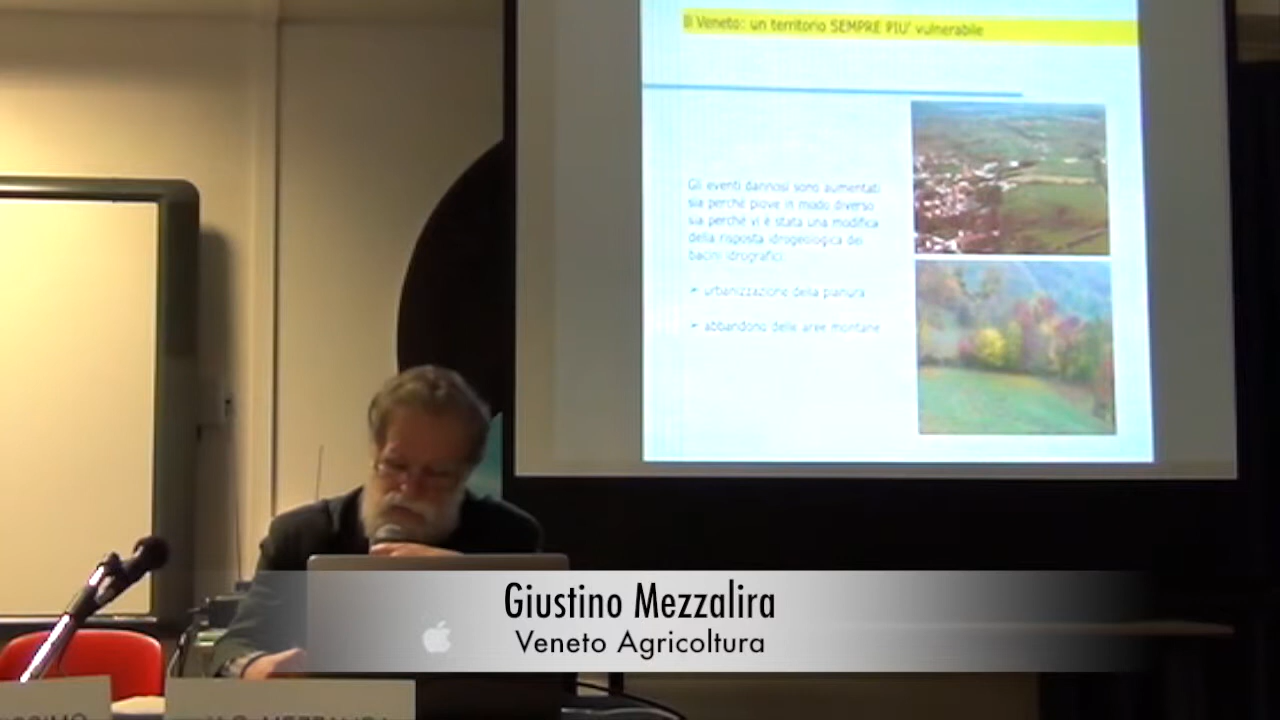 Il Veneto: un territorio SEMPRE PIU' vulnerabile
Gli eventi dannosi sono aumentati
sia perché piove in modo diverso
sia perché vi è stata una modifica
della risposta idrogeologica dei
bacini idrografici:
urbanizzazione della pianura
abbandono delle aree montane
Giustino Mezzalira
Veneto Agricoltura
MEZZALIRA